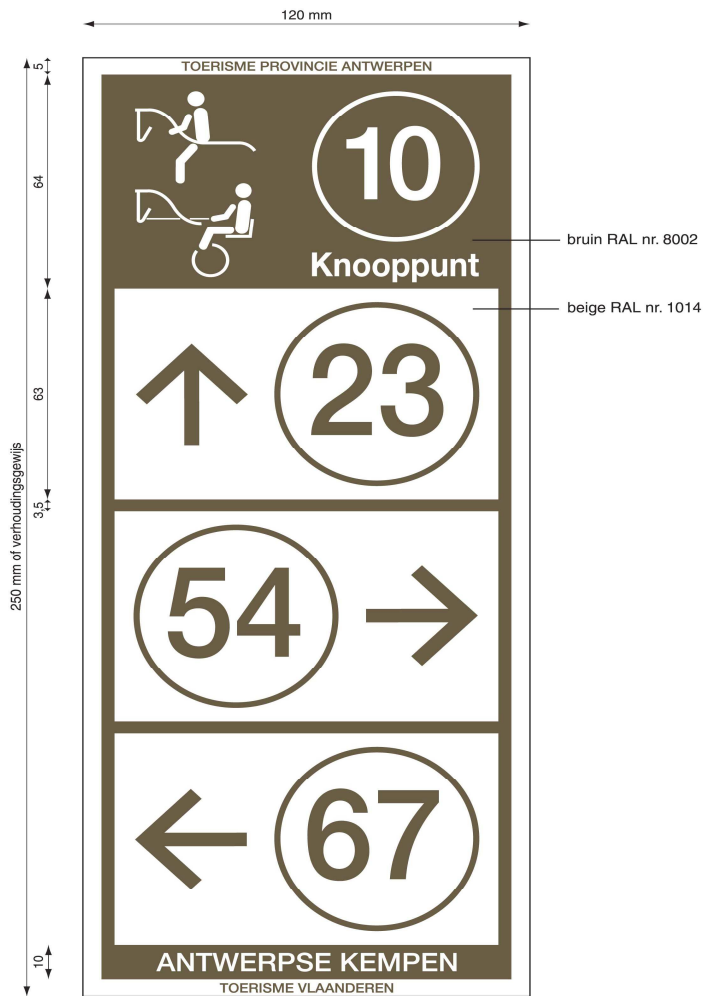 120 mm
5
TOERISME PROVINCIE ANTWERPEN
64
10
Knooppunt
bruin RAL nr. 8002
beige RAL nr. 1014
63
23
3,5
250 mm of verhoudingsgewijs
54
67
10
ANTWERPSE KEMPEN
TOERISME VLAANDEREN